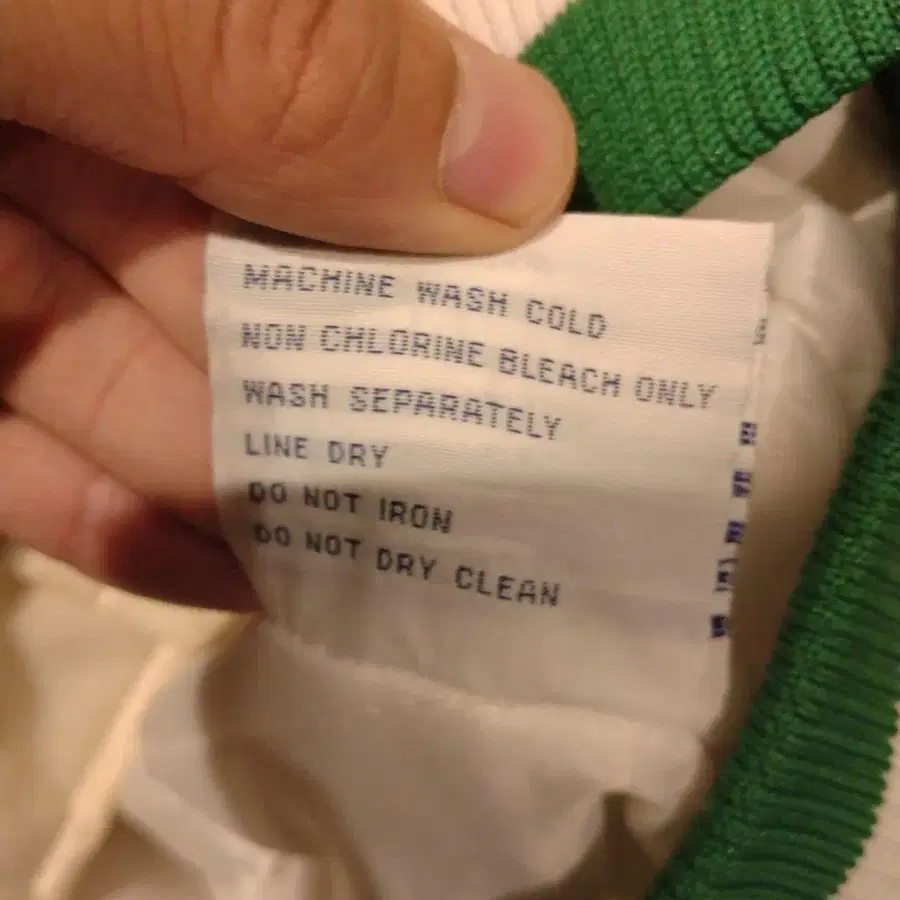 MACHINE WASH COLD
NON CHLORINE BLEACH ONLY
WASH SEPARATELY
LINE DRY
DO NOT IRON
DO NOT DRY CLEAN